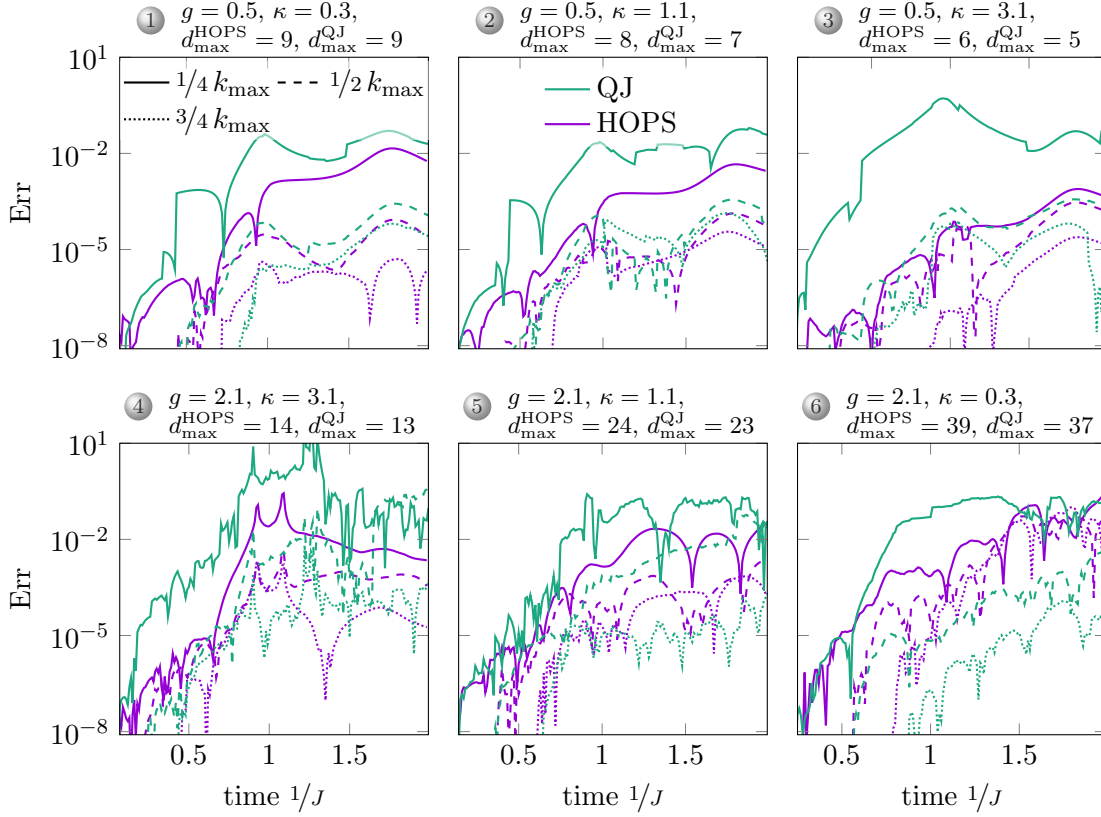 1 g = 0.5, κ = 0.3,
d_max^HOPS = 9, d_max^QJ = 9
2 g = 0.5, κ = 1.1,
d_max^HOPS = 8, d_max^QJ = 7
3 g = 0.5, κ = 3.1,
d_max^HOPS = 6, d_max^QJ = 5
10^1
10^−2
10^−5
10^−8
Err
1/4 k_max
1/2 k_max
3/4 k_max
QJ
HOPS
4 g = 2.1, κ = 3.1,
d_max^HOPS = 14, d_max^QJ = 13
5 g = 2.1, κ = 1.1,
d_max^HOPS = 24, d_max^QJ = 23
6 g = 2.1, κ = 0.3,
d_max^HOPS = 39, d_max^QJ = 37
10^1
10^−2
10^−5
10^−8
Err
0.5 1 1.5
0.5 1 1.5
0.5 1 1.5
time 1/J
time 1/J
time 1/J